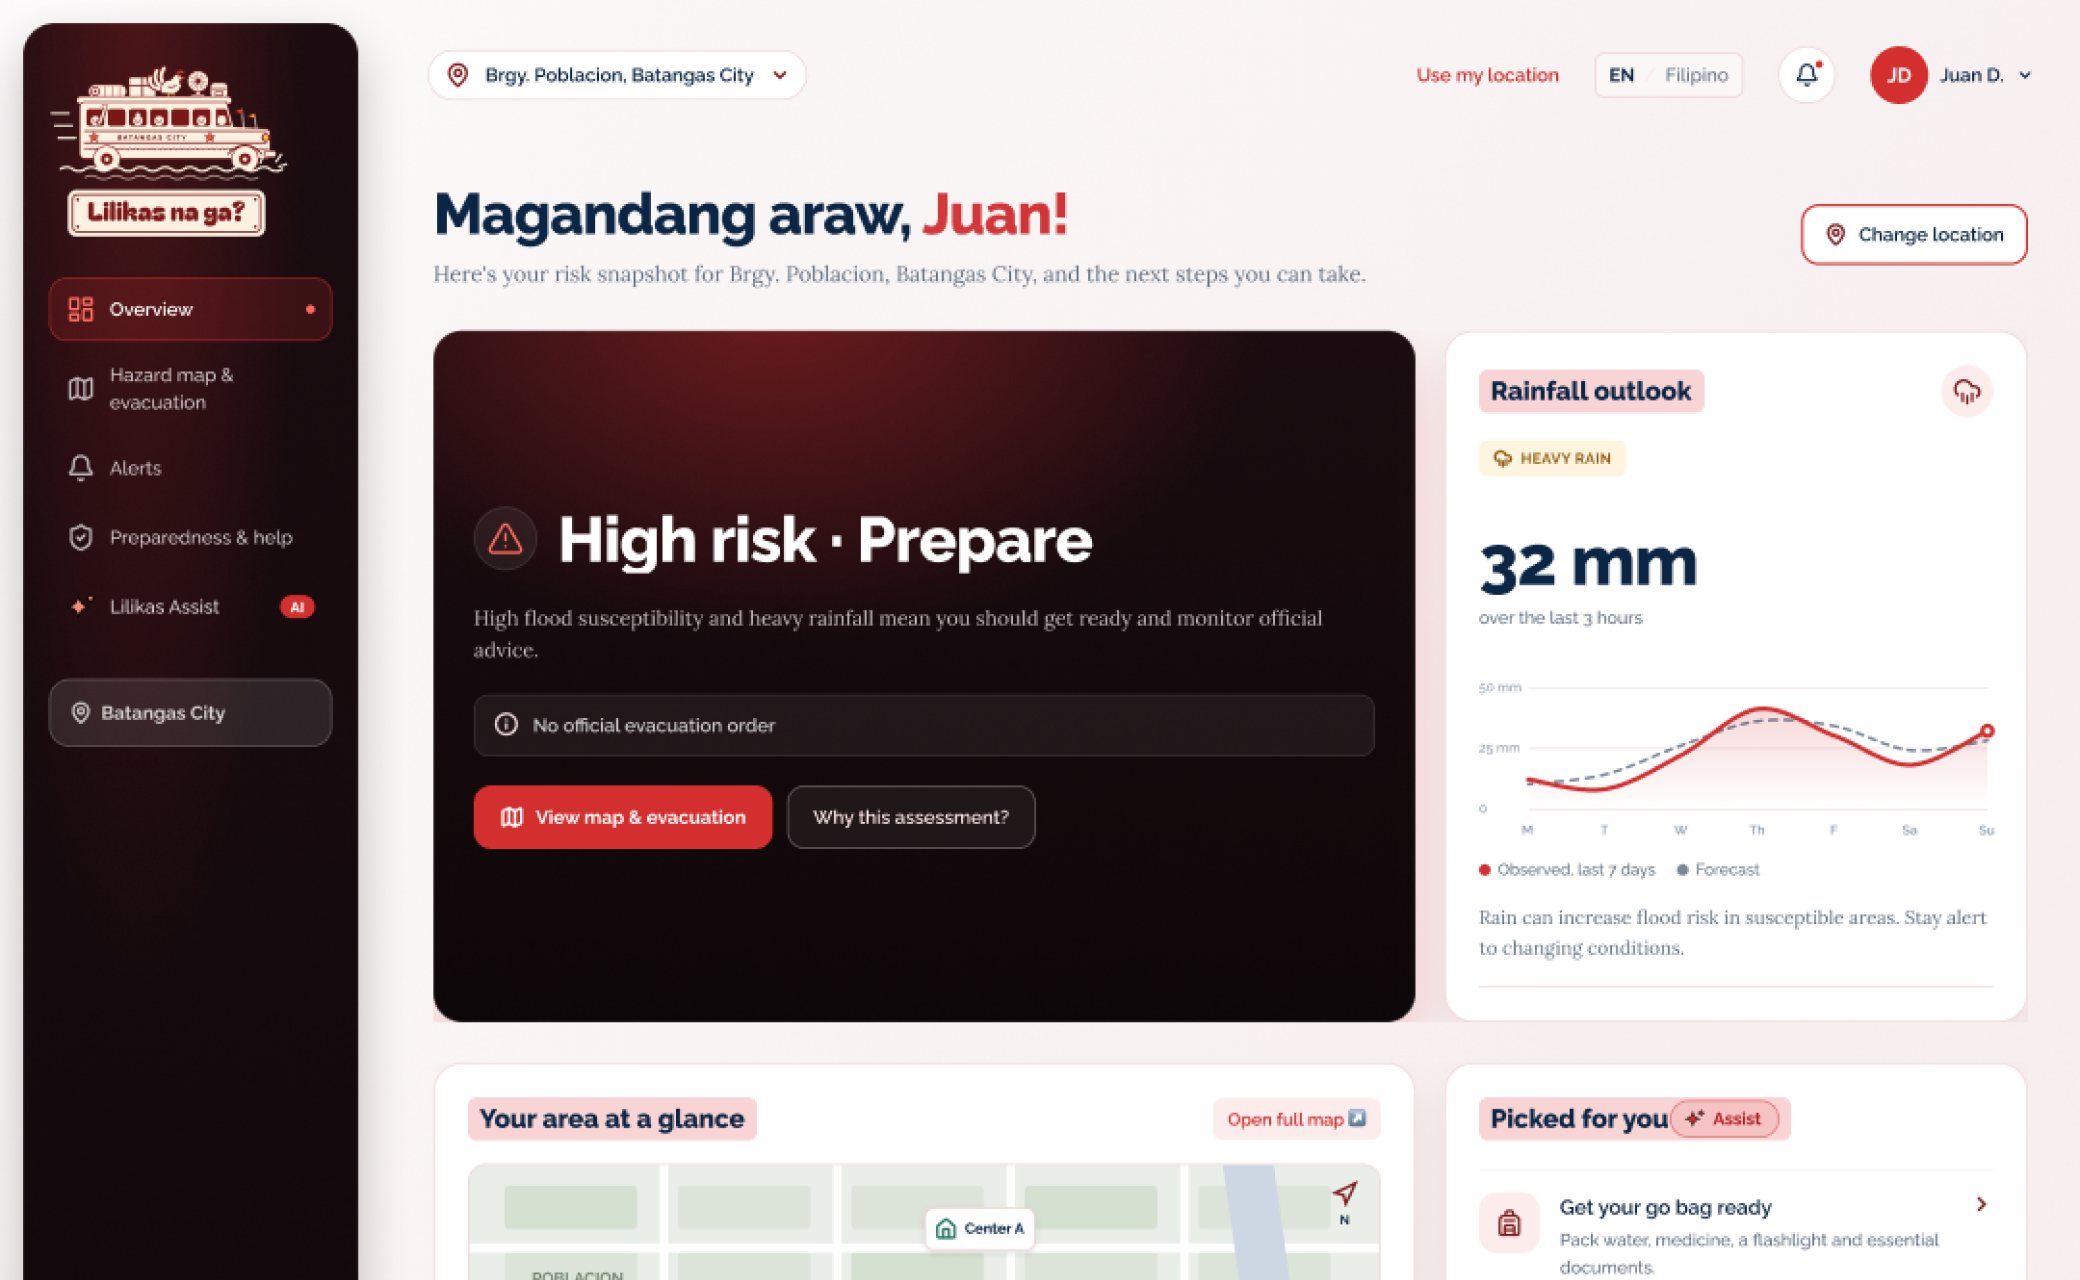 BATANGAS CITY
Lilikas na ga?
Overview
Hazard map &
evacuation
Alerts
Preparedness & help
Lilikas Assist
AI
Batangas City
Brgy. Poblacion, Batangas City
Use my location
EN / Filipino
JD
Juan D.
Magandang araw, Juan!
Here's your risk snapshot for Brgy. Poblacion, Batangas City, and the next steps you can take.
Change location
High risk · Prepare
High flood susceptibility and heavy rainfall mean you should get ready and monitor official
advice.
No official evacuation order
View map & evacuation
Why this assessment?
Rainfall outlook
HEAVY RAIN
32 mm
over the last 3 hours
50 mm
25 mm
0
M T W Th F Sa Su
Observed, last 7 days
Forecast
Rain can increase flood risk in susceptible areas. Stay alert
to changing conditions.
Your area at a glance
Open full map
Center A
N
POBLACION
Picked for you
Assist
Get your go bag ready
Pack water, medicine, a flashlight and essential
documents.